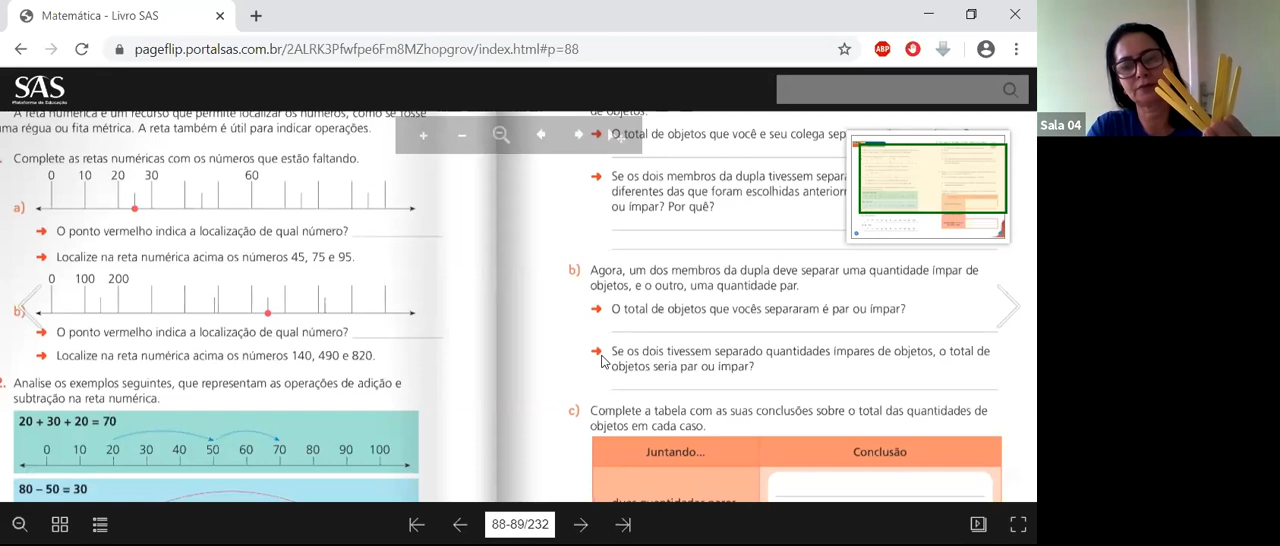 Matemática - Livro SAS
pageflip.portalsas.com.br/2ALRK3Pfwfpe6Fm8MZhopgrov/index.html#p=88
ABP
SAS
Plataforma de Educação
Sala 04
A reta numérica é um recurso que permite localizar os números, como se fosse
uma régua ou fita métrica. A reta também é útil para indicar operações.
Complete as retas numéricas com os números que estão faltando.
0 10 20 30 60
a)
O ponto vermelho indica a localização de qual número?
Localize na reta numérica acima os números 45, 75 e 95.
0 100 200
b)
O ponto vermelho indica a localização de qual número?
Localize na reta numérica acima os números 140, 490 e 820.
2. Analise os exemplos seguintes, que representam as operações de adição e
subtração na reta numérica.
20 + 30 + 20 = 70
0 10 20 30 40 50 60 70 80 90 100
80 – 50 = 30
de objetos.
O total de objetos que você e seu colega
Se os dois membros da dupla tivessem
diferentes das que foram escolhidas
ou ímpar? Por quê?
b) Agora, um dos membros da dupla deve separar uma quantidade ímpar de
objetos, e o outro, uma quantidade par.
O total de objetos que vocês separaram é par ou ímpar?
Se os dois tivessem separado quantidades ímpares de objetos, o total de
objetos seria par ou ímpar?
c) Complete a tabela com as suas conclusões sobre o total das quantidades de
objetos em cada caso.
Juntando... Conclusão
duas quantidades pares
88-89/232